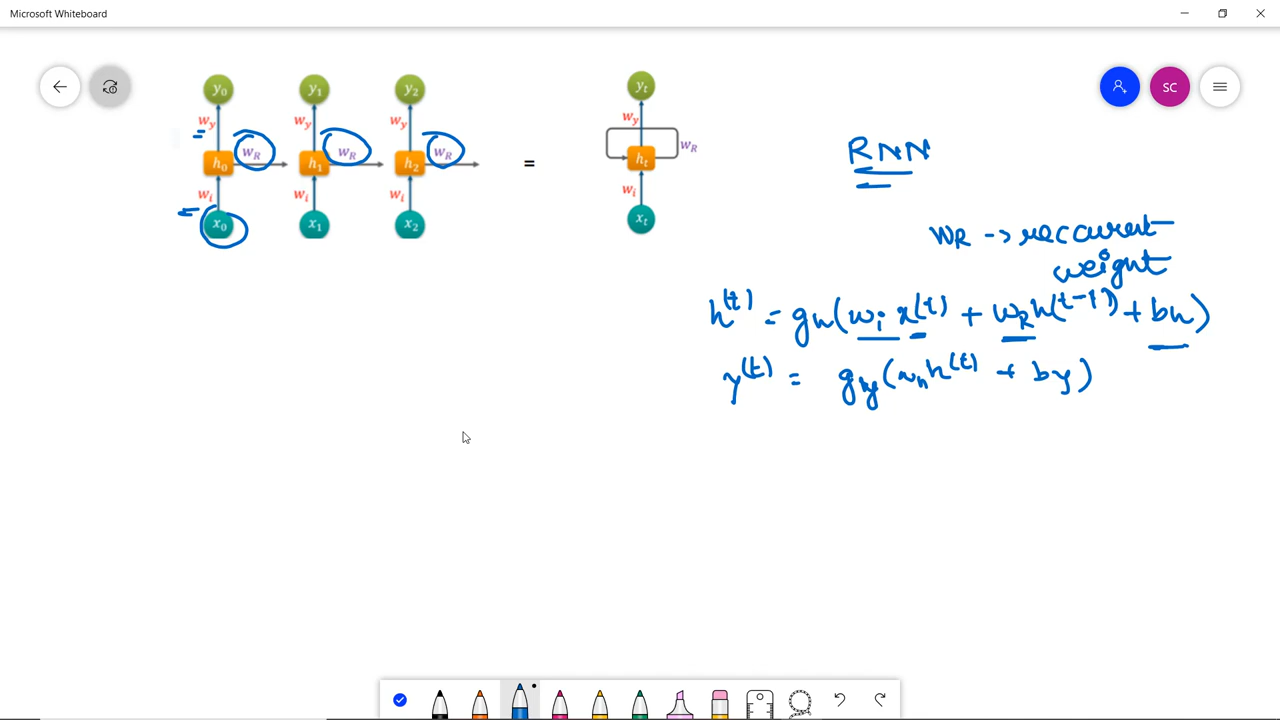 Microsoft Whiteboard
SC
y0 y1 y2
wy wy wy
h0 wR h1 wR h2 wR
wi wi wi
x0 x1 x2
=
yt
wy
ht wR
wi
xt
RNN
WR -> reccurent
weight
h(t) = gh(wi x(t) + wR h(t-1) + bh)
y(t) = gy(wh h(t) + by)